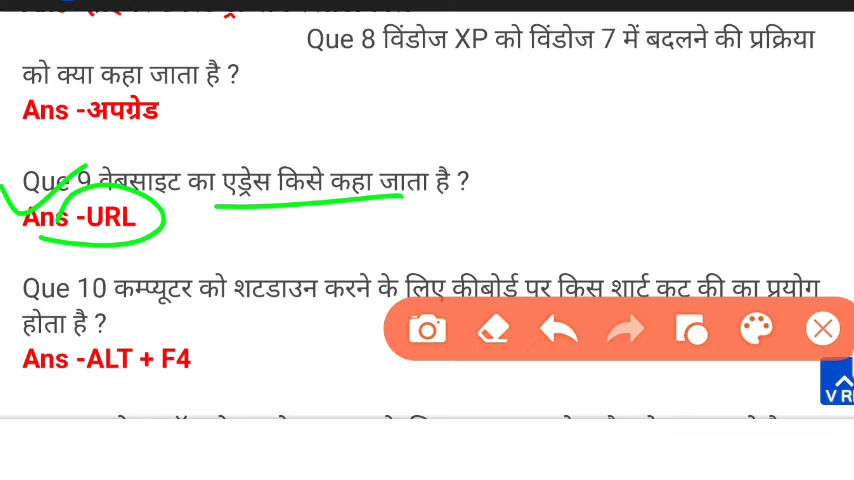 Que 8 विंडोज XP को विंडोज 7 में बदलने की प्रक्रिया
को क्या कहा जाता है ?
Ans -अपग्रेड
Que 9 वेबसाइट का एड्रेस किसे कहा जाता है ?
Ans -URL
Que 10 कम्प्यूटर को शटडाउन करने के लिए कीबोर्ड पर किस शार्ट कट की का प्रयोग
होता है ?
Ans -ALT + F4